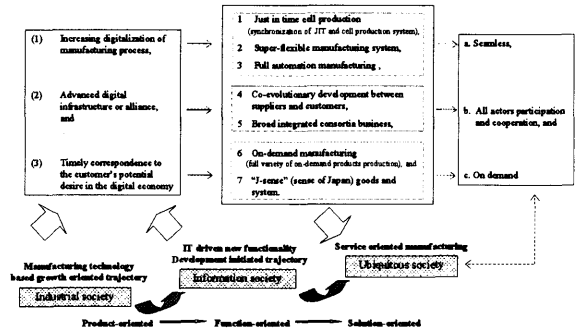 (1) Increasing digitalization of
manufacturing process,
(2) Advanced digital
infrastructure or alliance,
and
(3) Timely correspondence to
the customer's potential
desire in the digital economy
1 Just in time cell production
(synchronization of JIT and cell production system),
2 Super-flexible manufacturing system,
3 Full automation manufacturing,
4 Co-evolutionary development between
suppliers and customers,
5 Broad integrated consortia business,
6 On-demand manufacturing
(full variety of on-demand products production), and
7 "J-sense" (sense of Japan) goods and
system.
a. Seamless,
b. All actors participation
and cooperation, and
c. On demand
Manufacturing technology
based growth oriented trajectory
Industrial society
IT driven new functionality
Development initiated trajectory
Information society
Service oriented manufacturing
Ubiquitous society
Product-oriented
Function-oriented
Solution-oriented